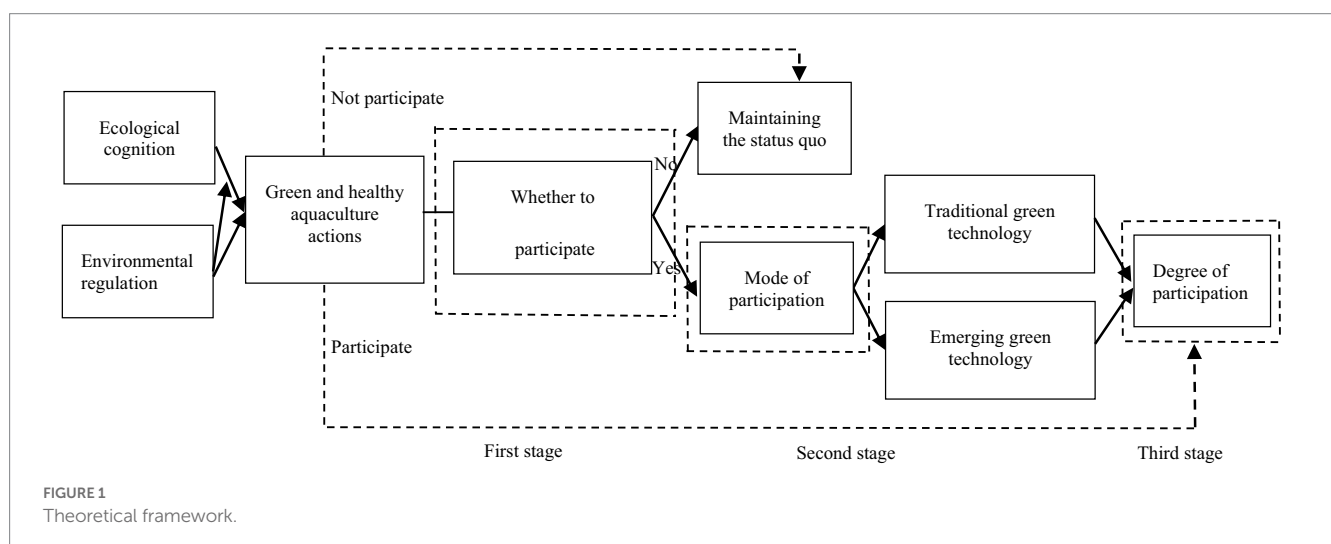 Ecological
cognition
Environmental
regulation
Green and healthy
aquaculture
actions
Not participate
Participate
Whether to
participate
No
Yes
Maintaining
the status quo
Mode of
participation
Traditional green
technology
Emerging green
technology
Degree of
participation
First stage
Second stage
Third stage
FIGURE 1
Theoretical framework.